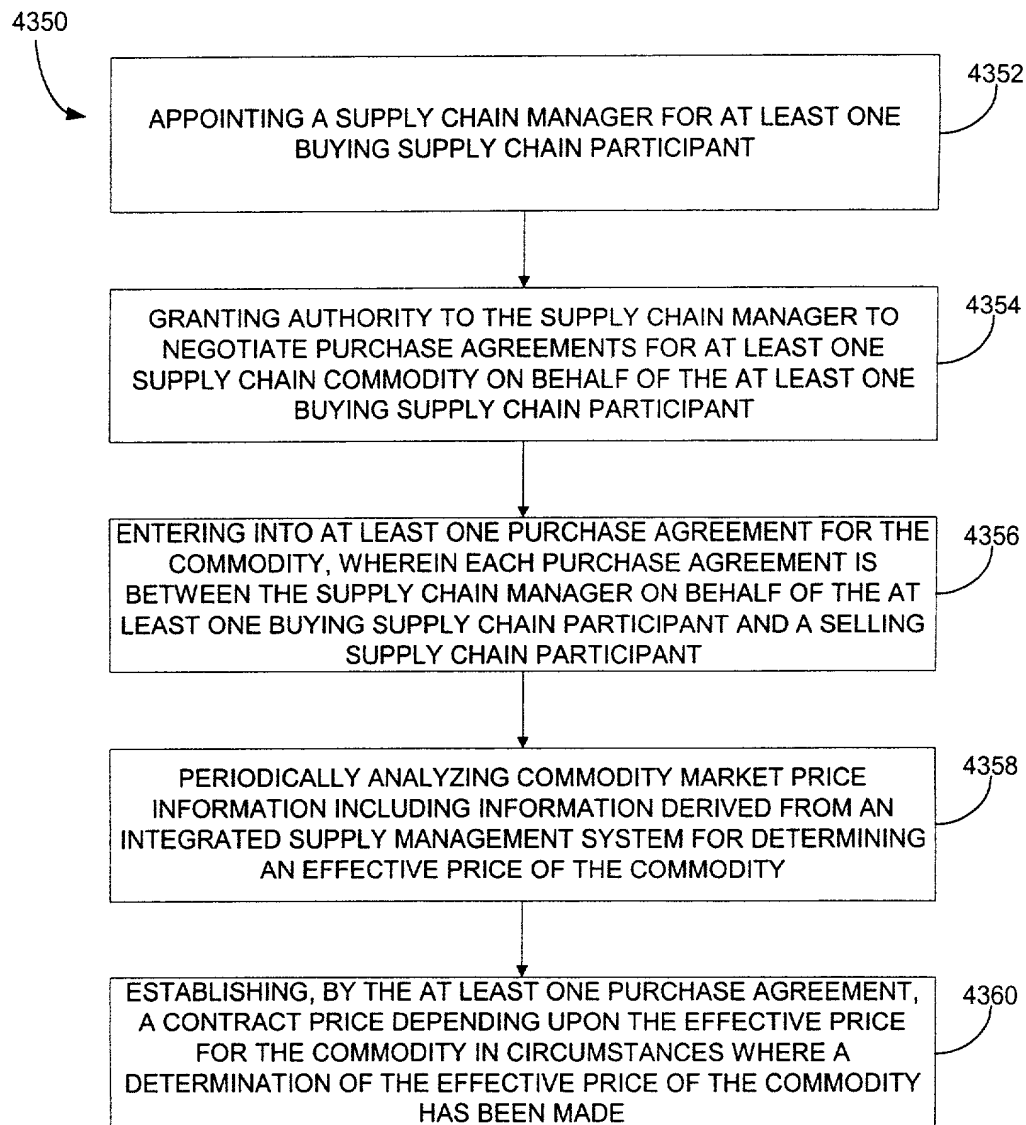 4350
4352
APPOINTING A SUPPLY CHAIN MANAGER FOR AT LEAST ONE
BUYING SUPPLY CHAIN PARTICIPANT
4354
GRANTING AUTHORITY TO THE SUPPLY CHAIN MANAGER TO
NEGOTIATE PURCHASE AGREEMENTS FOR AT LEAST ONE
SUPPLY CHAIN COMMODITY ON BEHALF OF THE AT LEAST ONE
BUYING SUPPLY CHAIN PARTICIPANT
4356
ENTERING INTO AT LEAST ONE PURCHASE AGREEMENT FOR THE
COMMODITY, WHEREIN EACH PURCHASE AGREEMENT IS
BETWEEN THE SUPPLY CHAIN MANAGER ON BEHALF OF THE AT
LEAST ONE BUYING SUPPLY CHAIN PARTICIPANT AND A SELLING
SUPPLY CHAIN PARTICIPANT
4358
PERIODICALLY ANALYZING COMMODITY MARKET PRICE
INFORMATION INCLUDING INFORMATION DERIVED FROM AN
INTEGRATED SUPPLY MANAGEMENT SYSTEM FOR DETERMINING
AN EFFECTIVE PRICE OF THE COMMODITY
4360
ESTABLISHING, BY THE AT LEAST ONE PURCHASE AGREEMENT,
A CONTRACT PRICE DEPENDING UPON THE EFFECTIVE PRICE
FOR THE COMMODITY IN CIRCUMSTANCES WHERE A
DETERMINATION OF THE EFFECTIVE PRICE OF THE COMMODITY
HAS BEEN MADE